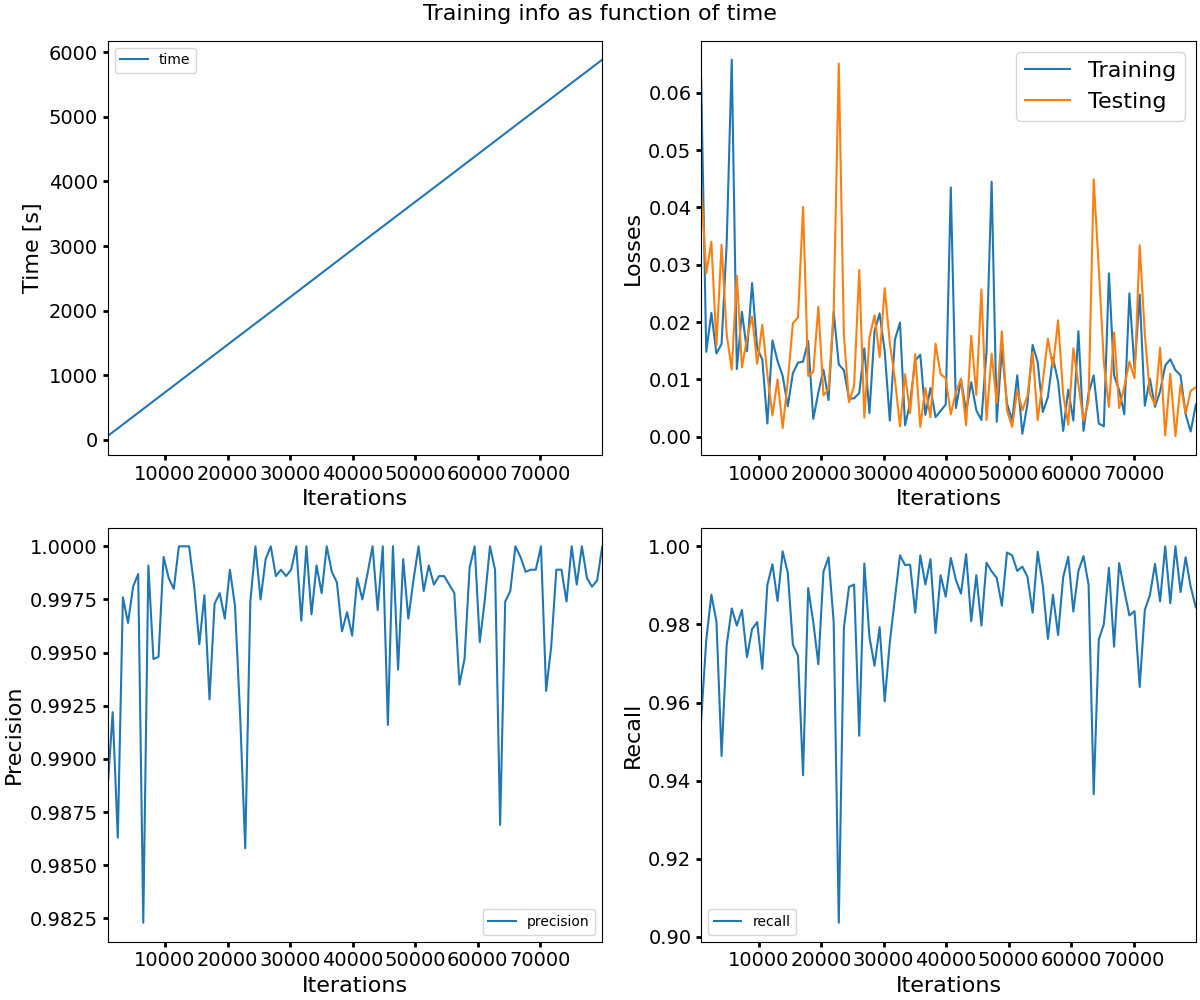 Training info as function of time
6000
5000
4000
3000
2000
1000
0
Time [s]
time
10000 20000 30000 40000 50000 60000 70000
Iterations
0.06
0.05
0.04
0.03
0.02
0.01
0.00
Losses
Training
Testing
10000 20000 30000 40000 50000 60000 70000
Iterations
1.0000
0.9975
0.9950
0.9925
0.9900
0.9875
0.9850
0.9825
Precision
precision
10000 20000 30000 40000 50000 60000 70000
Iterations
1.00
0.98
0.96
0.94
0.92
0.90
Recall
recall
10000 20000 30000 40000 50000 60000 70000
Iterations